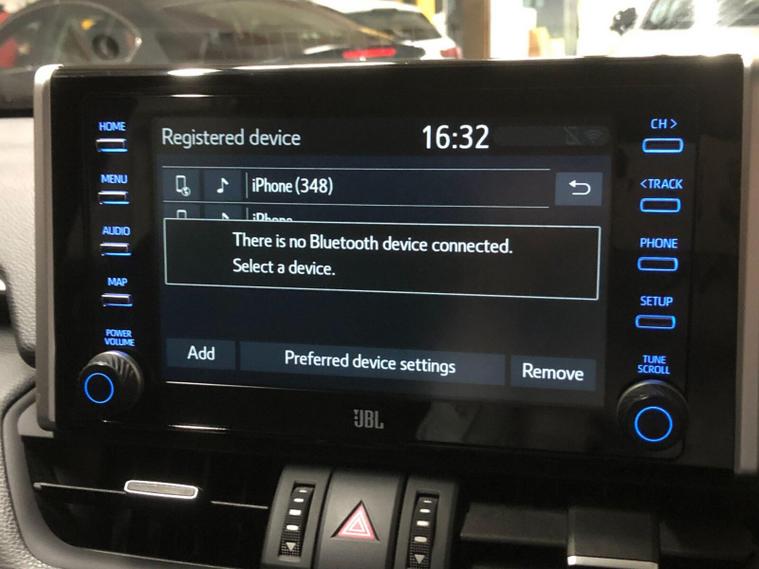 HOME
MENU
AUDIO
MAP
POWER
VOLUME
Registered device
16:32
iPhone (348)
iPhone
There is no Bluetooth device connected.
Select a device.
Add
Preferred device settings
Remove
CH >
<TRACK
PHONE
SETUP
TUNE
SCROLL
JBL